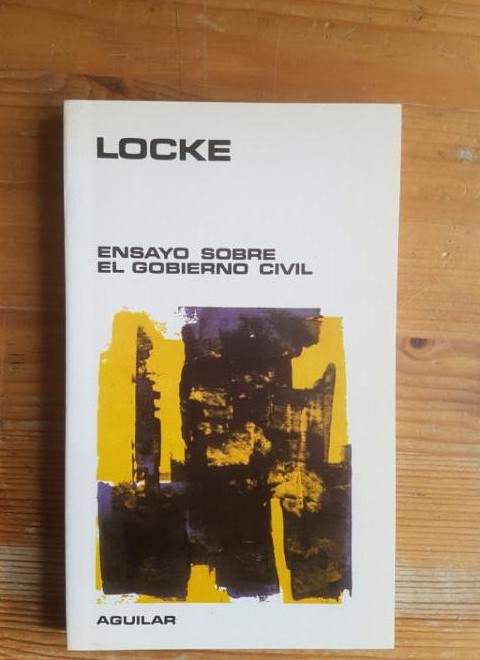 LOCKE
ENSAYO SOBRE
EL GOBIERNO CIVIL
AGUILAR